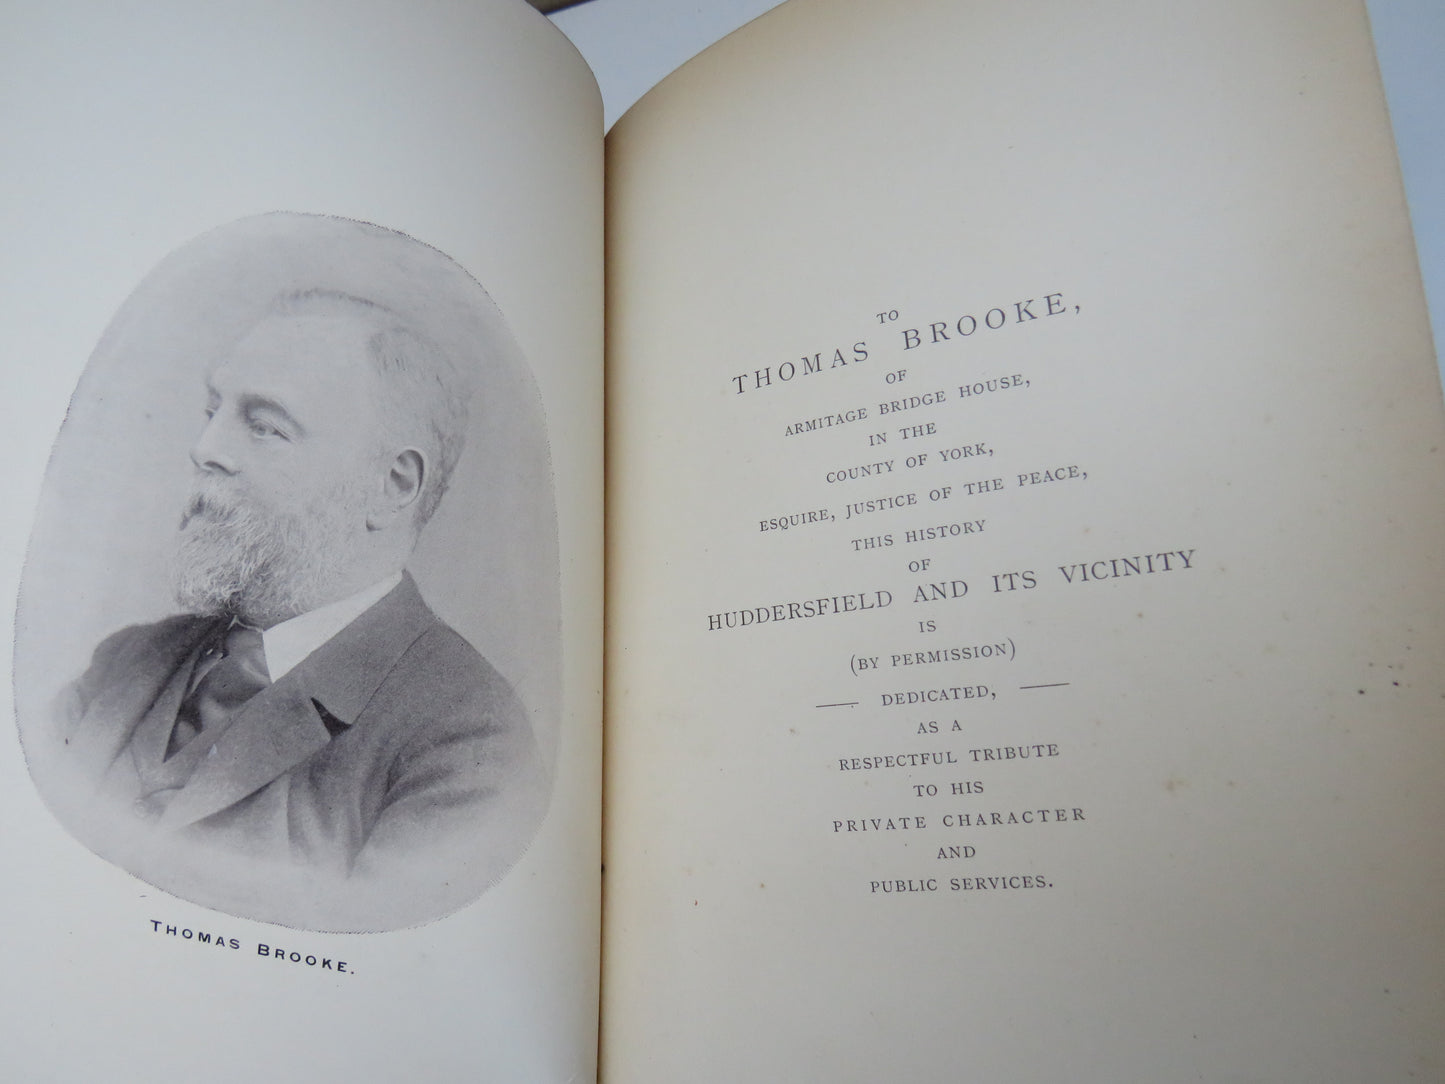 THOMAS BROOKE.
TO
THOMAS BROOKE,
OF
ARMITAGE BRIDGE HOUSE,
IN THE
COUNTY OF YORK,
ESQUIRE, JUSTICE OF THE PEACE,
THIS HISTORY
OF
HUDDERSFIELD AND ITS VICINITY
IS
(BY PERMISSION)
DEDICATED,
AS A
RESPECTFUL TRIBUTE
TO HIS
PRIVATE CHARACTER
AND
PUBLIC SERVICES.